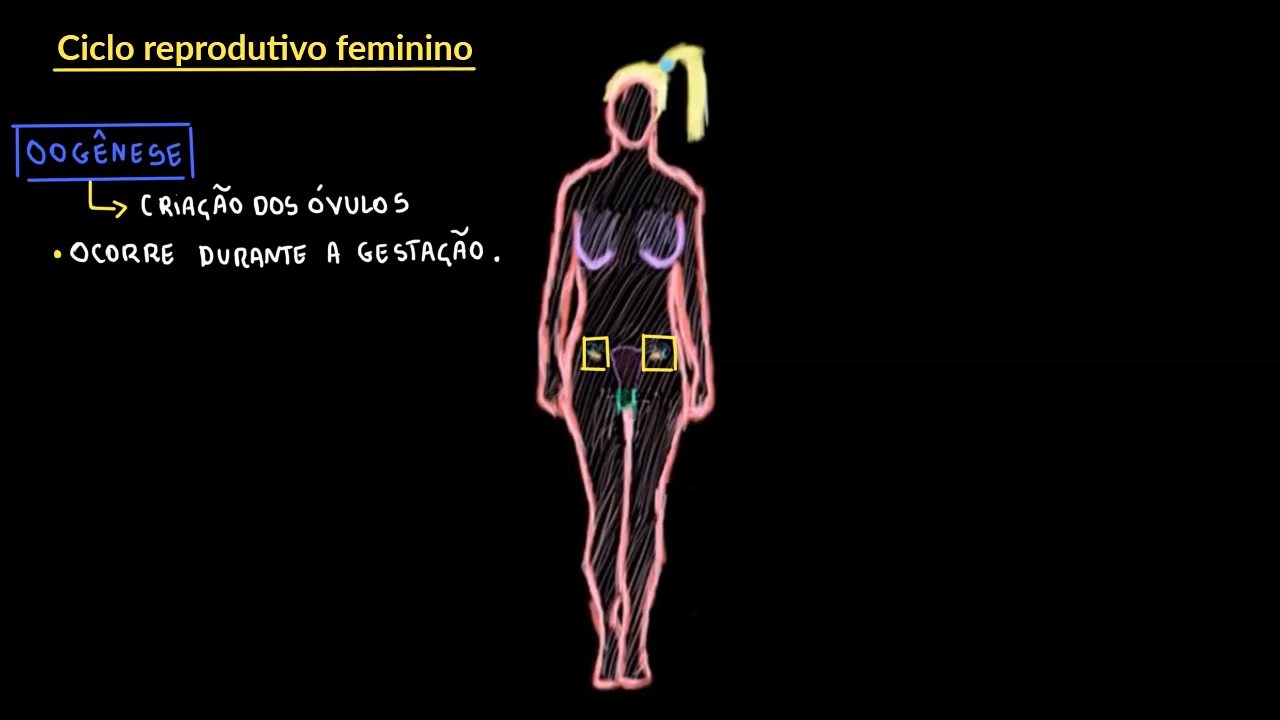 Ciclo reprodutivo feminino
OOGÊNESE
CRIAÇÃO DOS ÓVULOS
• OCORRE DURANTE A GESTAÇÃO.